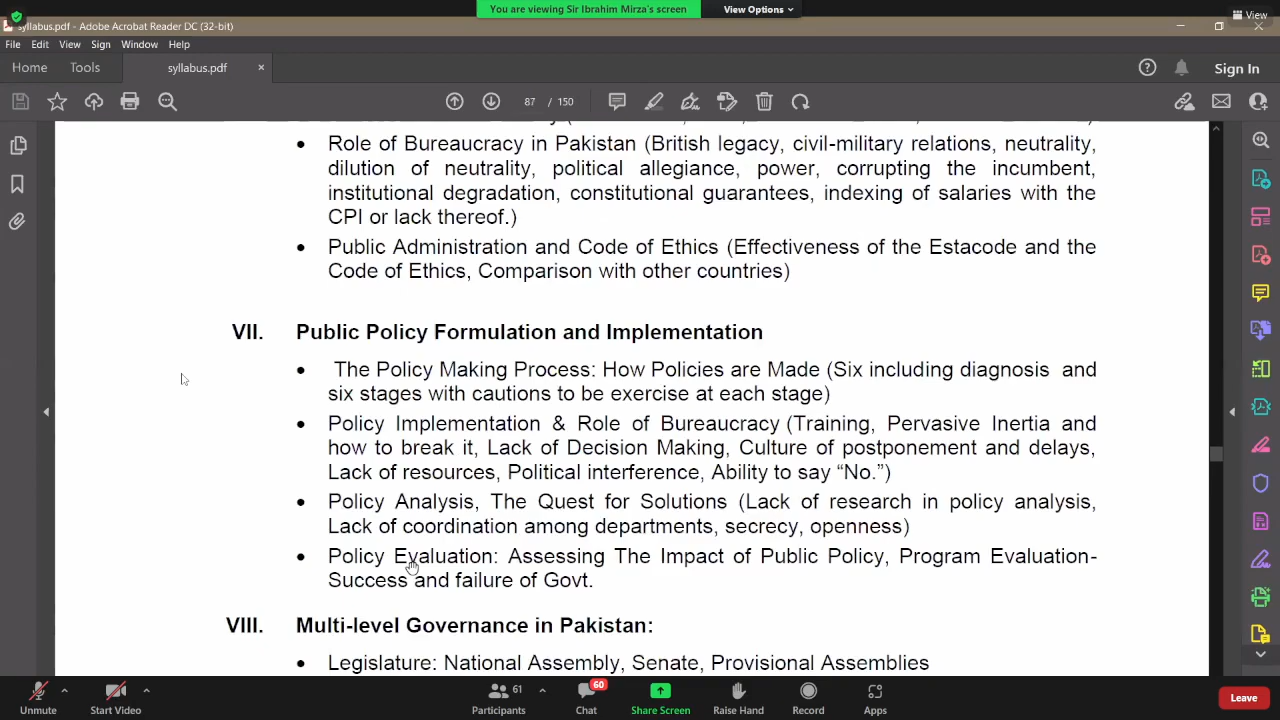 You are viewing Sir Ibrahim Mirza's screen
View Options
View
syllabus.pdf - Adobe Acrobat Reader DC (32-bit)
File Edit View Sign Window Help
Home Tools syllabus.pdf × Sign In
87 / 150
• Role of Bureaucracy in Pakistan (British legacy, civil-military relations, neutrality,
dilution of neutrality, political allegiance, power, corrupting the incumbent,
institutional degradation, constitutional guarantees, indexing of salaries with the
CPI or lack thereof.)
• Public Administration and Code of Ethics (Effectiveness of the Estacode and the
Code of Ethics, Comparison with other countries)
VII. Public Policy Formulation and Implementation
• The Policy Making Process: How Policies are Made (Six including diagnosis and
six stages with cautions to be exercise at each stage)
• Policy Implementation & Role of Bureaucracy (Training, Pervasive Inertia and
how to break it, Lack of Decision Making, Culture of postponement and delays,
Lack of resources, Political interference, Ability to say “No.”)
• Policy Analysis, The Quest for Solutions (Lack of research in policy analysis,
Lack of coordination among departments, secrecy, openness)
• Policy Evaluation: Assessing The Impact of Public Policy, Program Evaluation-
Success and failure of Govt.
VIII. Multi-level Governance in Pakistan:
• Legislature: National Assembly, Senate, Provisional Assemblies
61 60
Unmute Start Video Participants Chat Share Screen Raise Hand Record Apps Leave